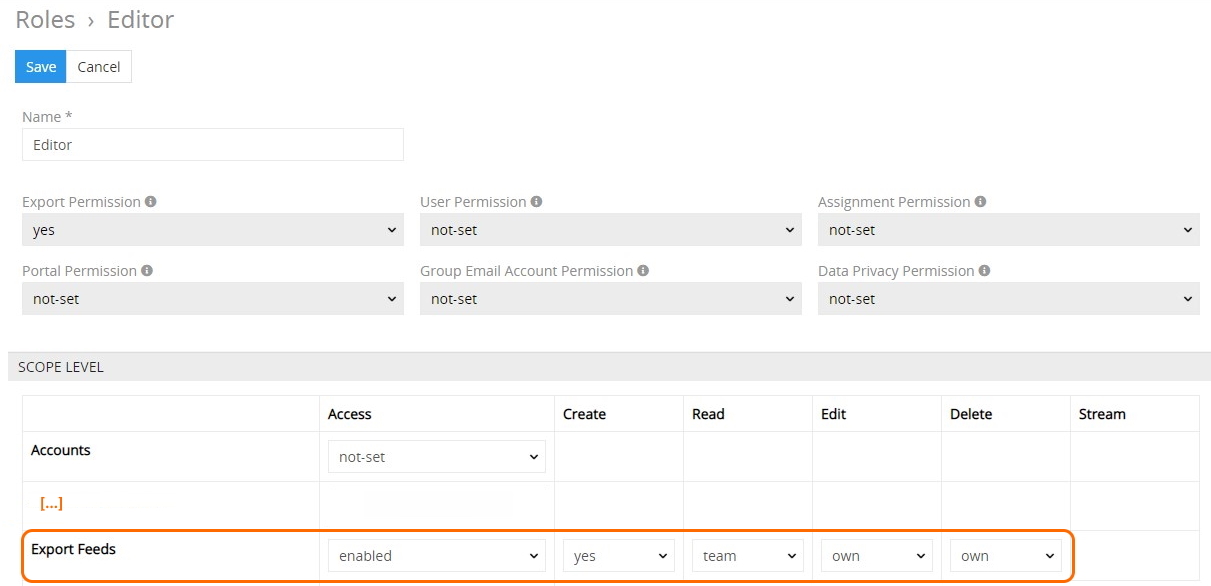 Roles › Editor
Save Cancel
Name *
Editor
Export Permission User Permission Assignment Permission
yes not-set not-set
Portal Permission Group Email Account Permission Data Privacy Permission
not-set not-set not-set
SCOPE LEVEL
Access Create Read Edit Delete Stream
Accounts not-set
[...]
Export Feeds enabled yes team own own